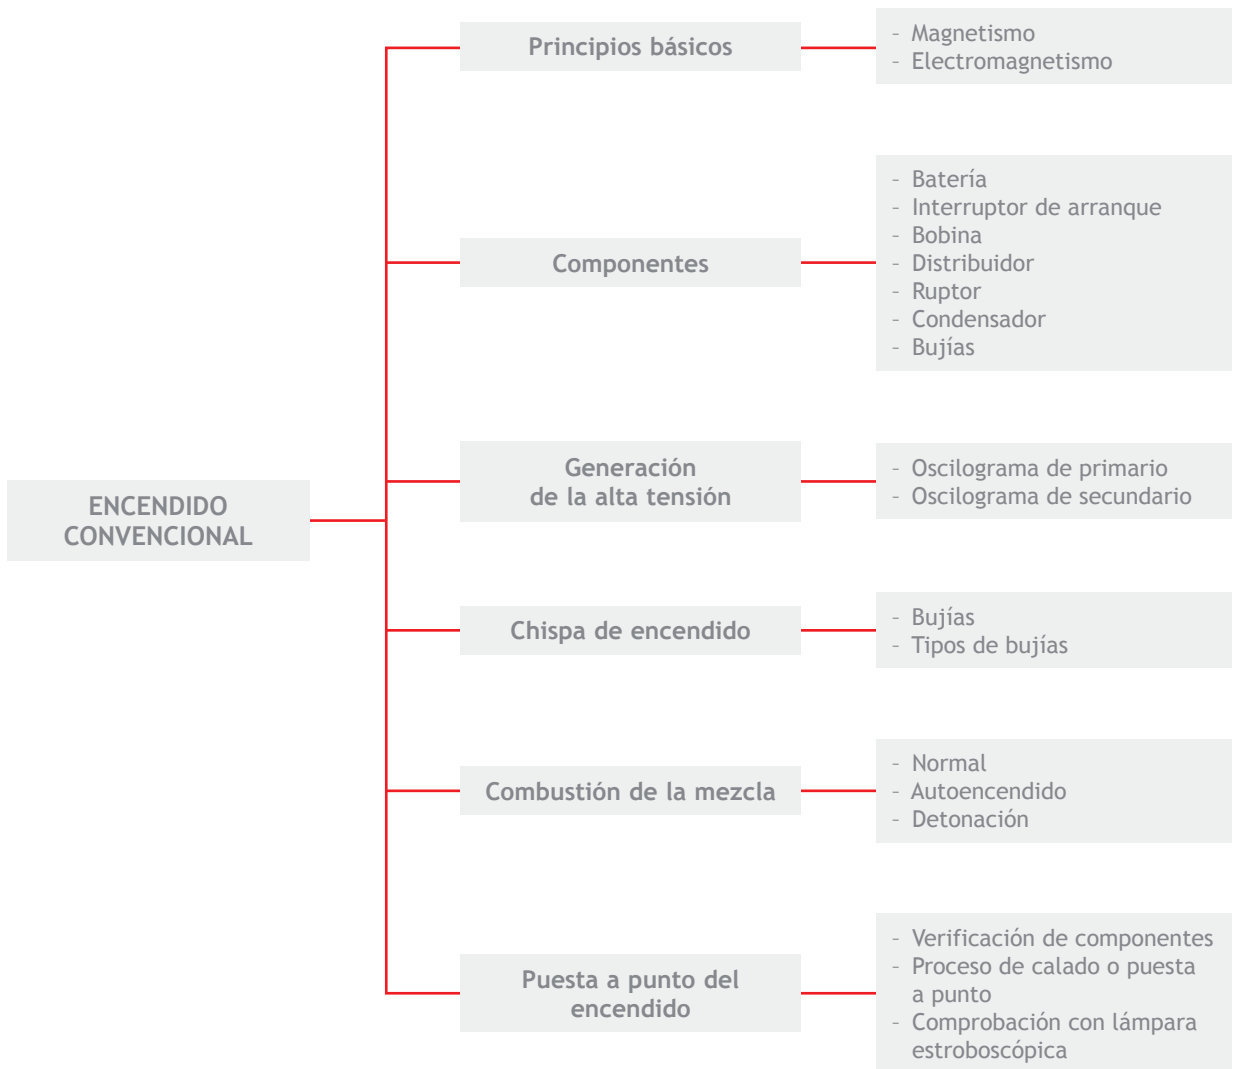 ENCENDIDO
CONVENCIONAL
Principios básicos
- Magnetismo
- Electromagnetismo
Componentes
- Batería
- Interruptor de arranque
- Bobina
- Distribuidor
- Ruptor
- Condensador
- Bujías
Generación
de la alta tensión
- Oscilograma de primario
- Oscilograma de secundario
Chispa de encendido
- Bujías
- Tipos de bujías
Combustión de la mezcla
- Normal
- Autoencendido
- Detonación
Puesta a punto del
encendido
- Verificación de componentes
- Proceso de calado o puesta
a punto
- Comprobación con lámpara
estroboscópica